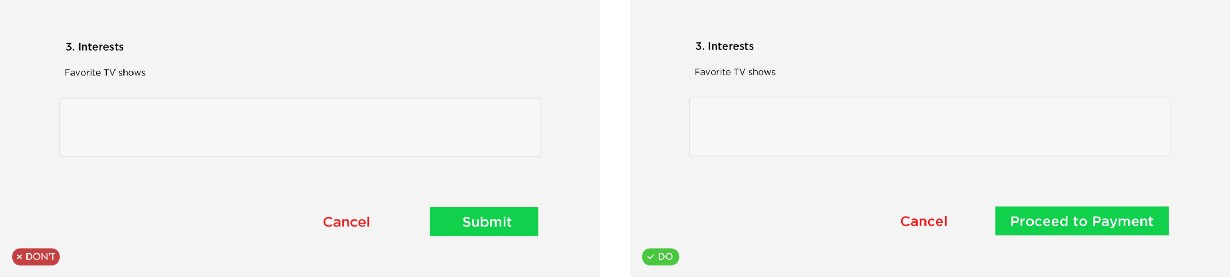 3. Interests
Favorite TV shows
Cancel
Submit
× DON'T
3. Interests
Favorite TV shows
Cancel
Proceed to Payment
✓ DO